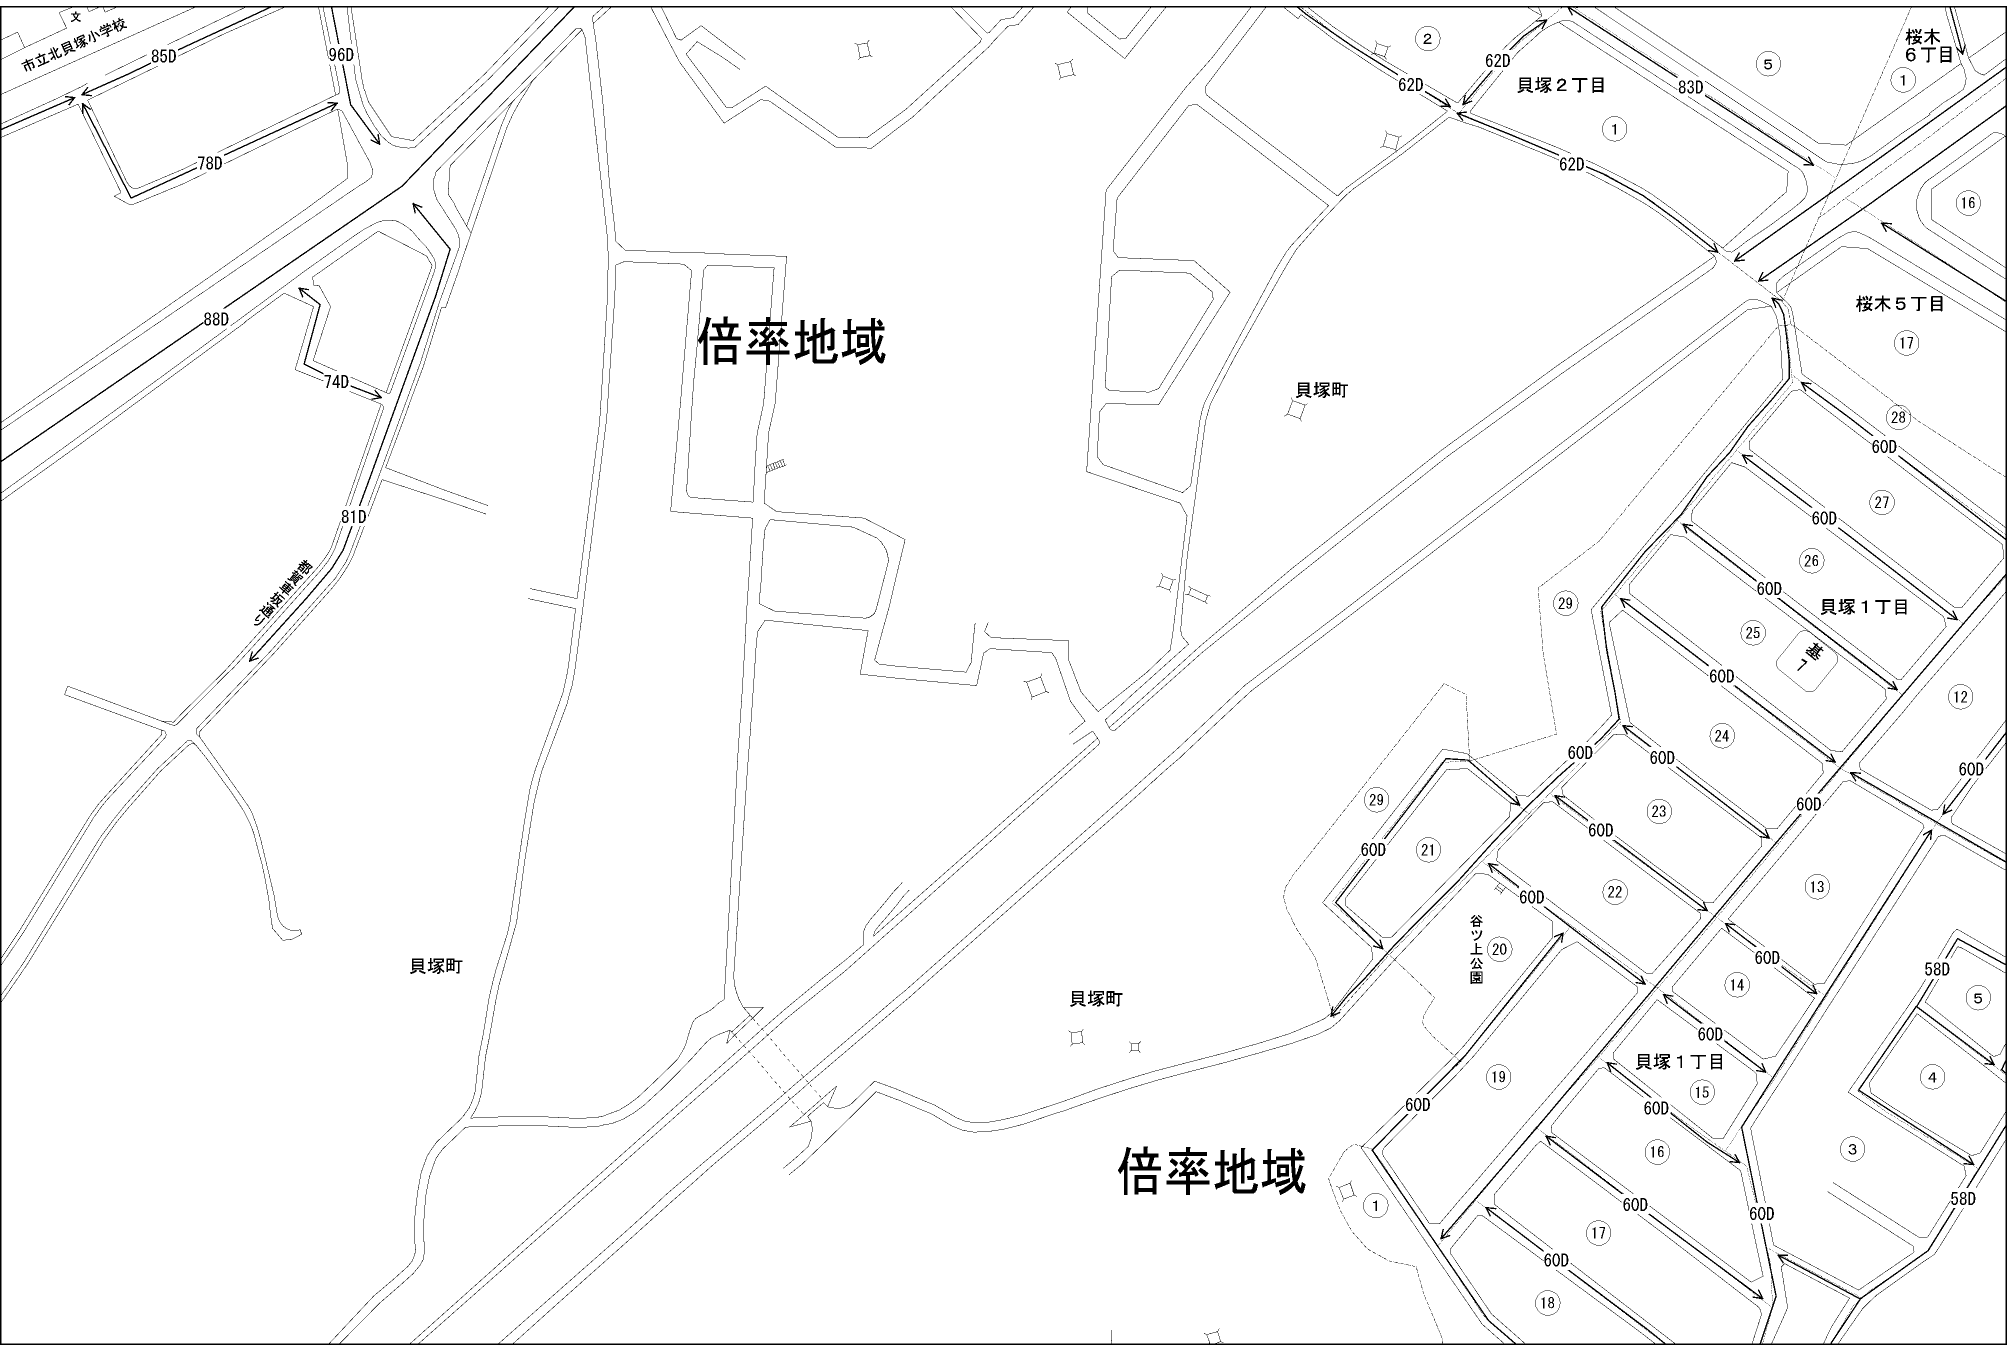 文
市立北貝塚小学校
85D
96D
78D
88D
74D
81D
都賀車坂通り
倍率地域
貝塚町
②
62D
62D
貝塚２丁目
①
62D
83D
⑤
桜木
６丁目
①
⑯
桜木５丁目
⑰
㉘
60D
㉗
60D
㉖
60D
貝塚１丁目
㉙
㉕
基
7
60D
⑫
㉔
60D
60D
60D
㉙
㉓
60D
60D
㉑
60D
㉒
⑬
60D
谷ツ上公園
⑳
60D
⑭
58D
⑤
貝塚町
貝塚町
60D
貝塚１丁目
⑲
⑮
④
60D
60D
⑯
③
倍率地域
①
60D
60D
58D
⑰
60D
⑱